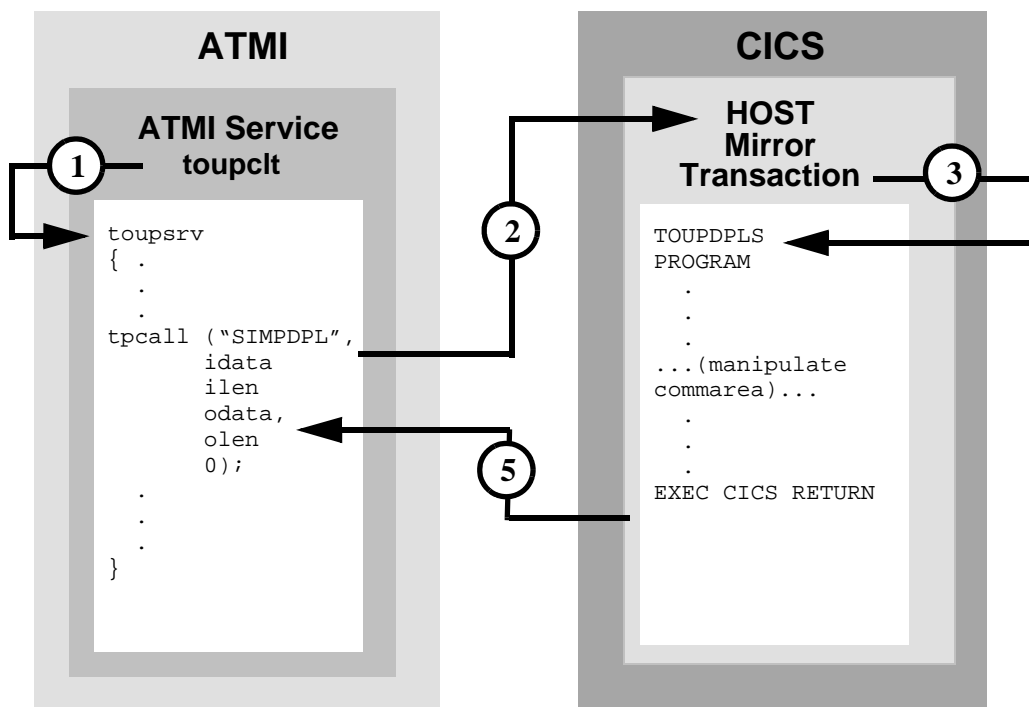 ATMI
ATMI Service
toupclt
1
toupsrv
{ .
.
.
tpcall (“SIMPDPL”,
idata
ilen
odata,
olen
0);
.
.
.
}
2
5
CICS
HOST
Mirror
Transaction
3
TOUPDPLS
PROGRAM
.
.
.
...(manipulate
commarea)...
.
.
.
EXEC CICS RETURN